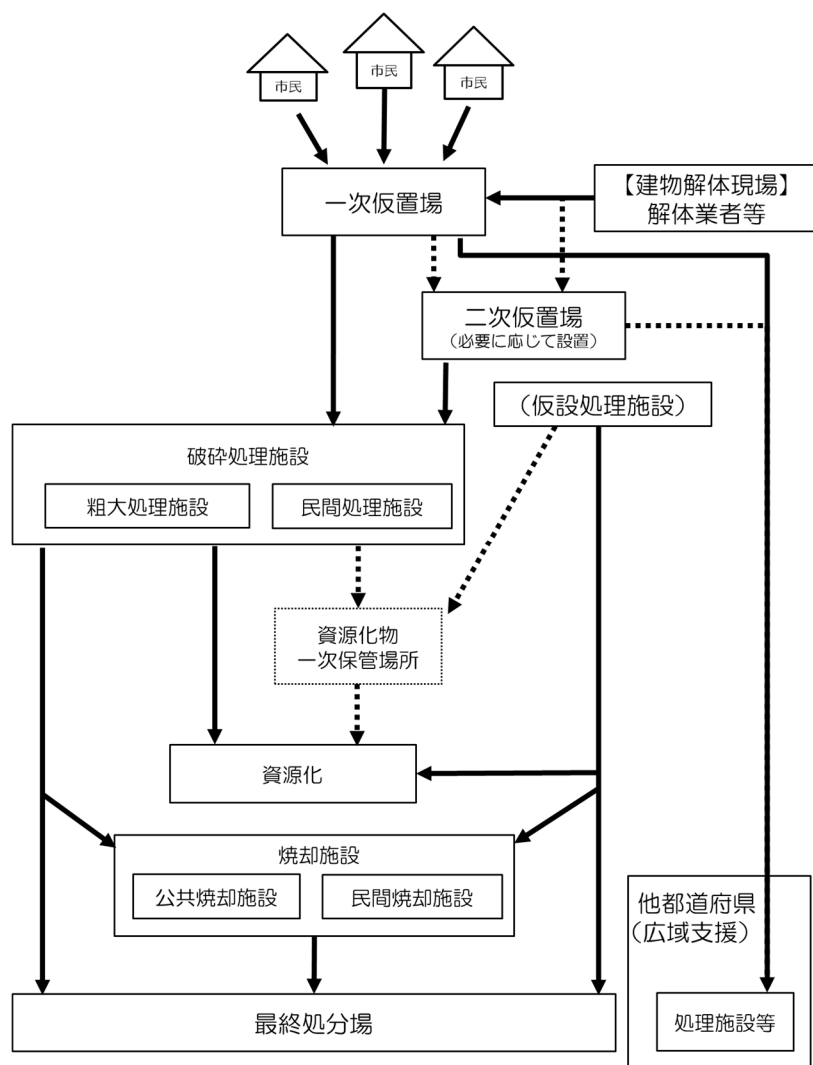 市民
市民
市民
一次仮置場
【建物解体現場】
解体業者等
二次仮置場
（必要に応じて設置）
（仮設処理施設）
破砕処理施設
粗大処理施設
民間処理施設
資源化物
一次保管場所
資源化
焼却施設
公共焼却施設
民間焼却施設
他都道府県
（広域支援）
処理施設等
最終処分場